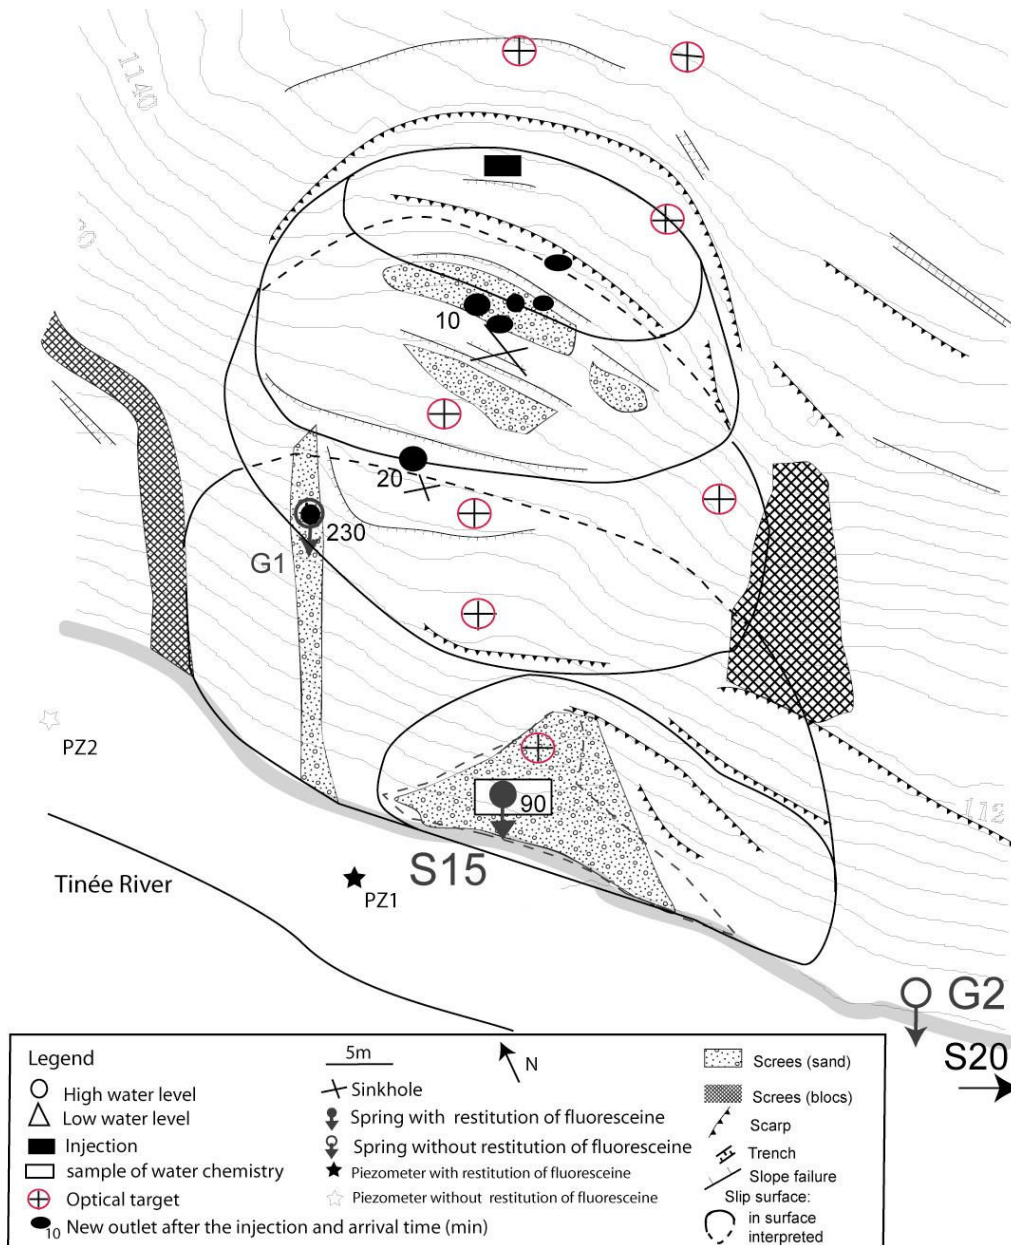 1140
10
20
230
G1
PZ2
90
S15
Tinée River
PZ1
G2
S20
112
Legend
High water level
Low water level
Injection
sample of water chemistry
Optical target
10 New outlet after the injection and arrival time (min)
5m
N
Sinkhole
Spring with restitution of fluoresceine
Spring without restitution of fluoresceine
Piezometer with restitution of fluoresceine
Piezometer without restitution of fluoresceine
Screes (sand)
Screes (blocs)
Scarp
Trench
Slope failure
Slip surface:
in surface
interpreted